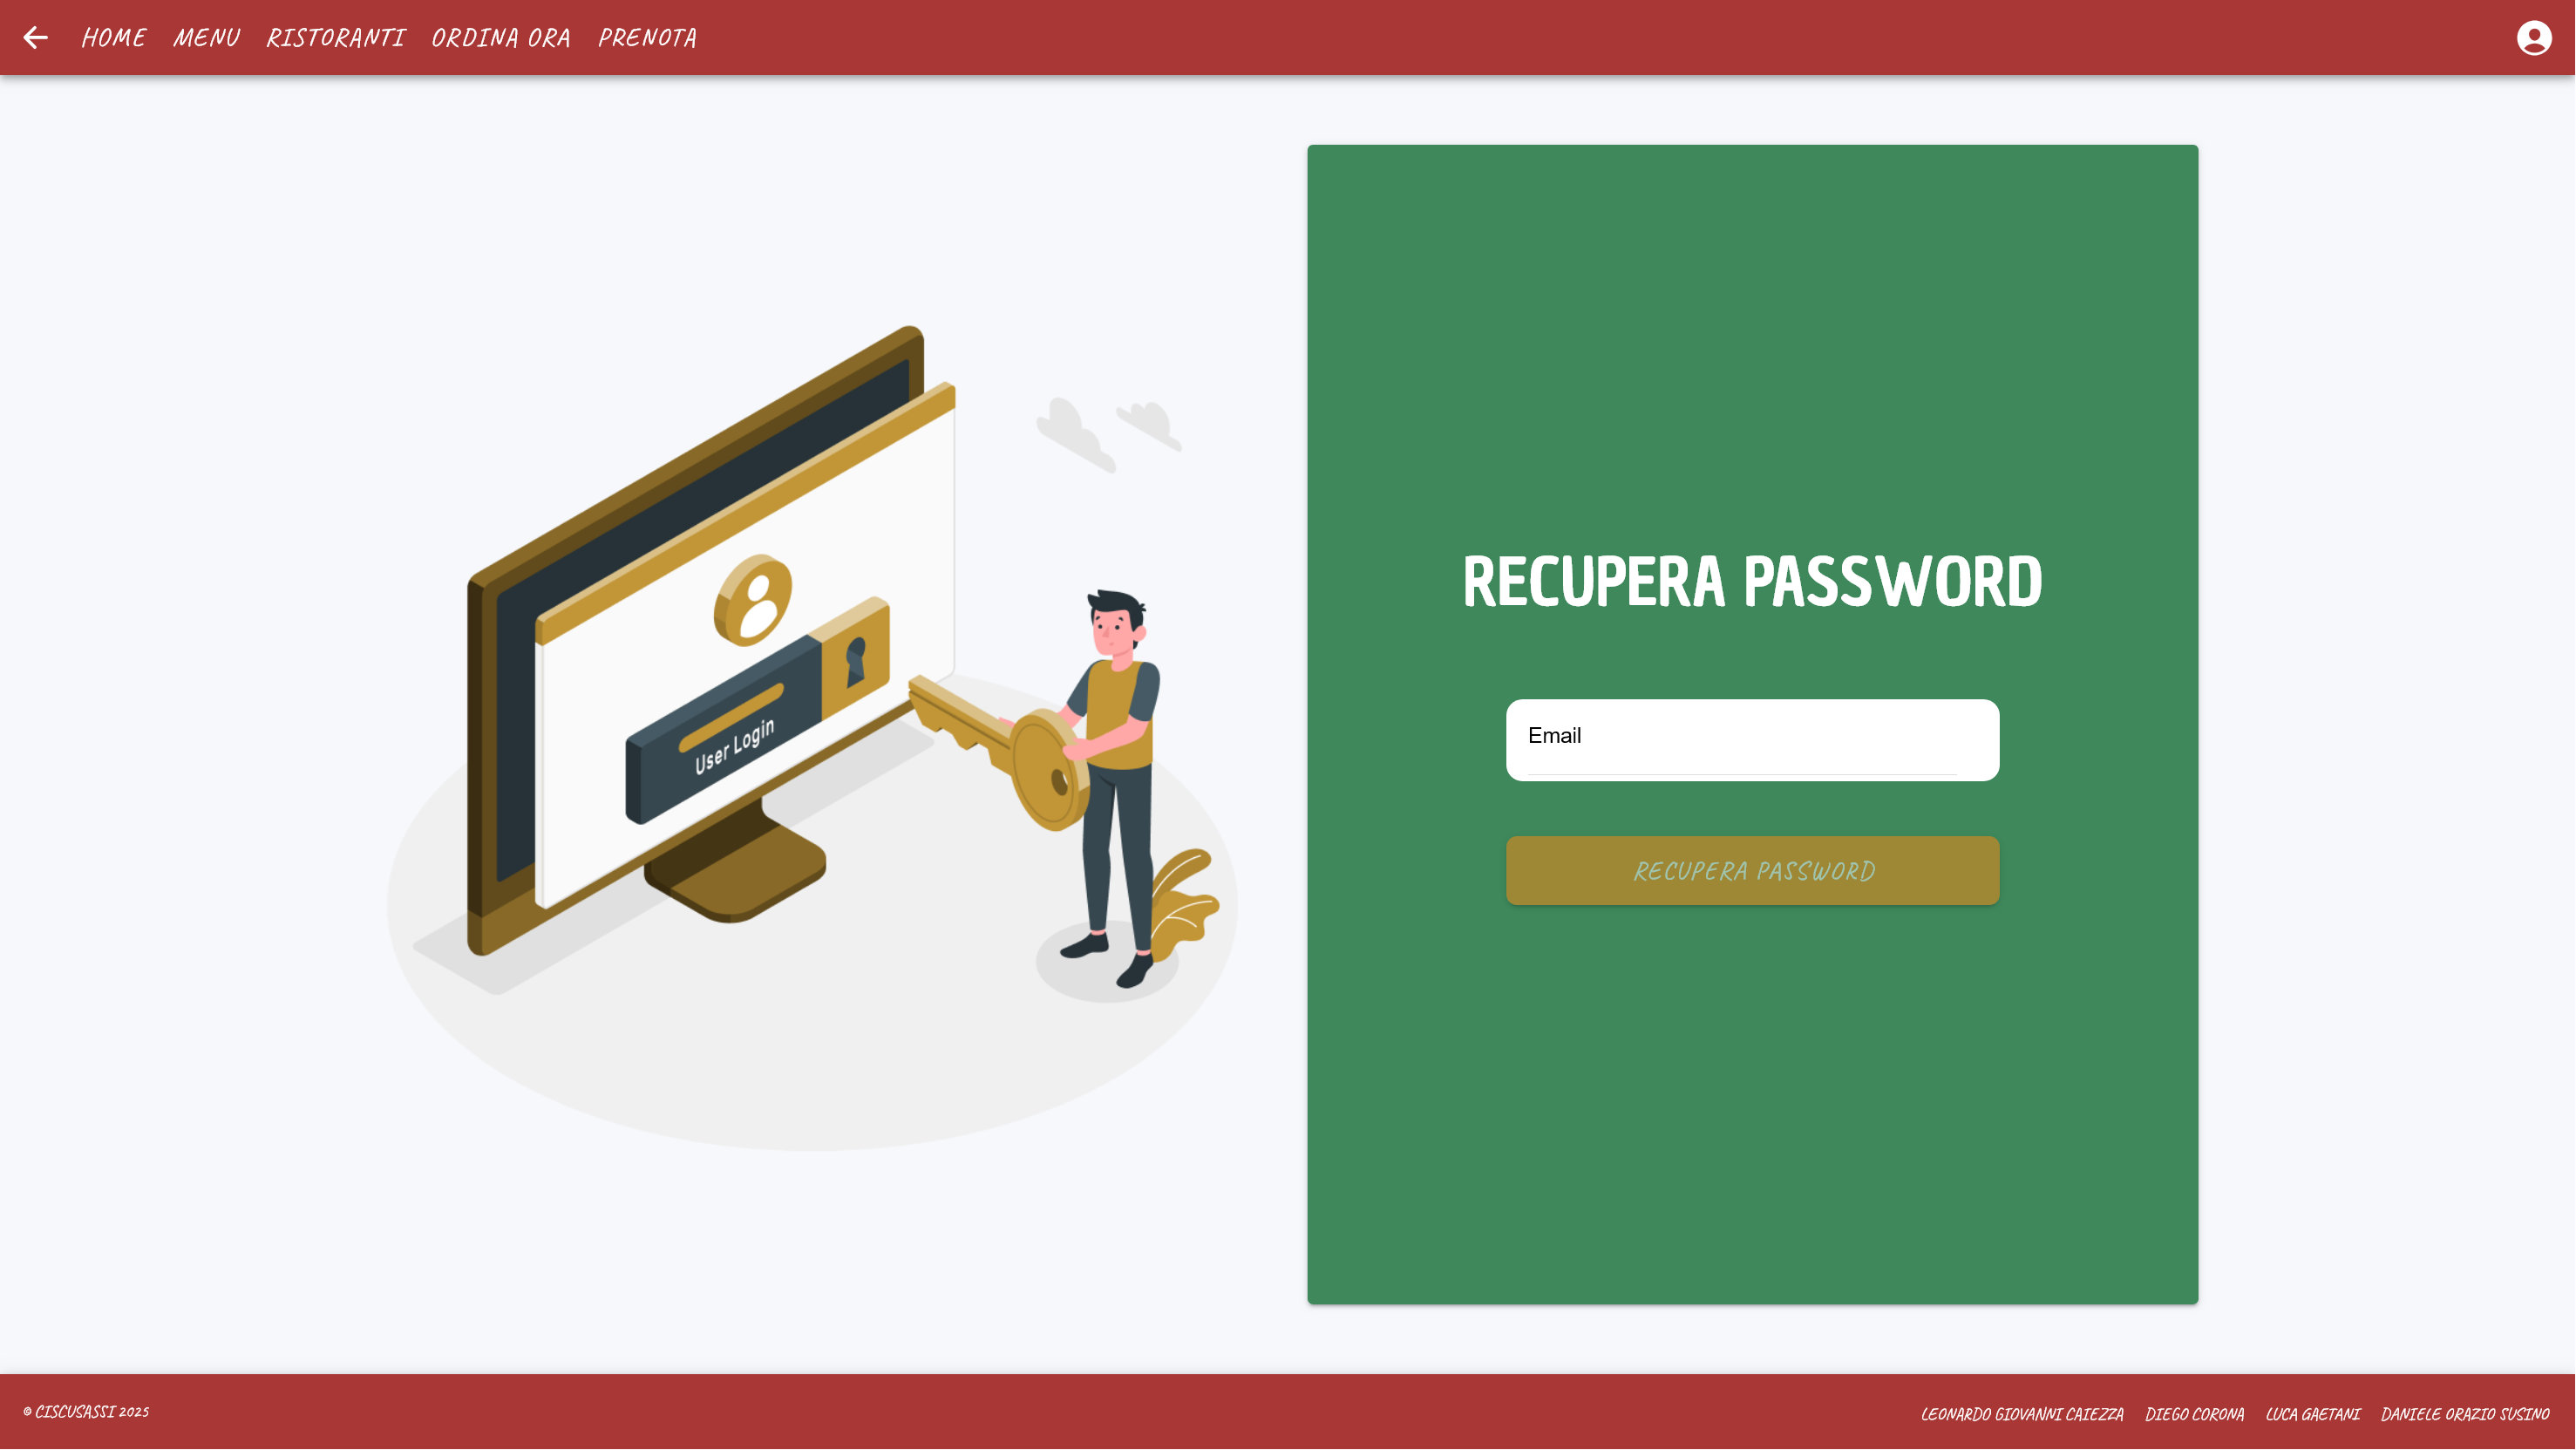 HOME MENU RISTORANTI ORDINA ORA PRENOTA
User Login
RECUPERA PASSWORD
Email
RECUPERA PASSWORD
© CISCUSASSI 2025
LEONARDO GIOVANNI CAIEZZA DIEGO CORONA LUCA GAETANI DANIELE ORAZIO SUSINO